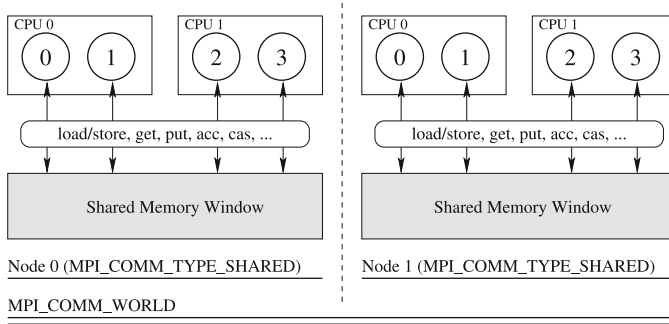 CPU 0
0 1
CPU 1
2 3
load/store, get, put, acc, cas, ...
Shared Memory Window
Node 0 (MPI_COMM_TYPE_SHARED)
CPU 0
0 1
CPU 1
2 3
load/store, get, put, acc, cas, ...
Shared Memory Window
Node 1 (MPI_COMM_TYPE_SHARED)
MPI_COMM_WORLD